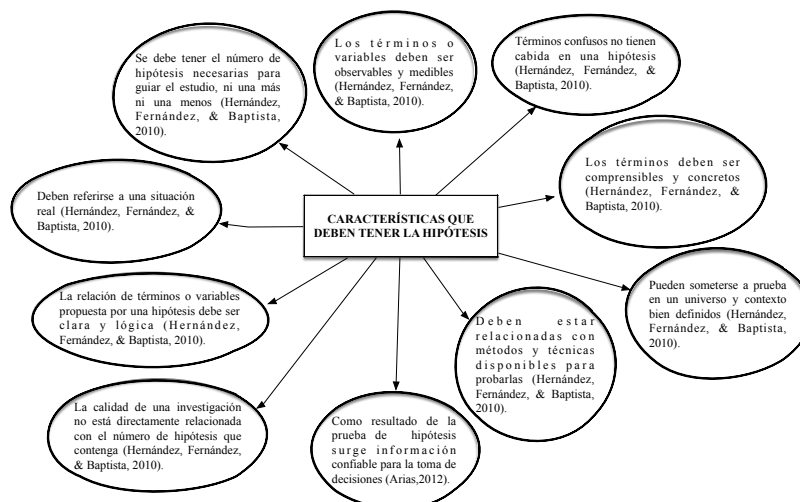 Se debe tener el número de
hipótesis necesarias para
guiar el estudio, ni una más
ni una menos (Hernández,
Fernández, & Baptista,
2010).
Los términos o
variables deben ser
observables y medibles
(Hernández, Fernández,
& Baptista, 2010).
Términos confusos no tienen
cabida en una hipótesis
(Hernández, Fernández, &
Baptista, 2010).
Los términos deben ser
comprensibles y concretos
(Hernández, Fernández, &
Baptista, 2010).
Deben referirse a una situación
real (Hernández, Fernández, &
Baptista, 2010).
CARACTERÍSTICAS QUE
DEBEN TENER LA HIPÓTESIS
Pueden someterse a prueba
en un universo y contexto
bien definidos (Hernández,
Fernández, & Baptista,
2010).
La relación de términos o variables
propuesta por una hipótesis debe ser
clara y lógica (Hernández,
Fernández, & Baptista, 2010).
Deben estar
relacionadas con
métodos y técnicas
disponibles para
probarlas (Hernández,
Fernández, & Baptista,
2010).
La calidad de una investigación
no está directamente relacionada
con el número de hipótesis que
contenga (Hernández, Fernández,
& Baptista, 2010).
Como resultado de la
prueba de hipótesis
surge información
confiable para la toma de
decisiones (Arias,2012).